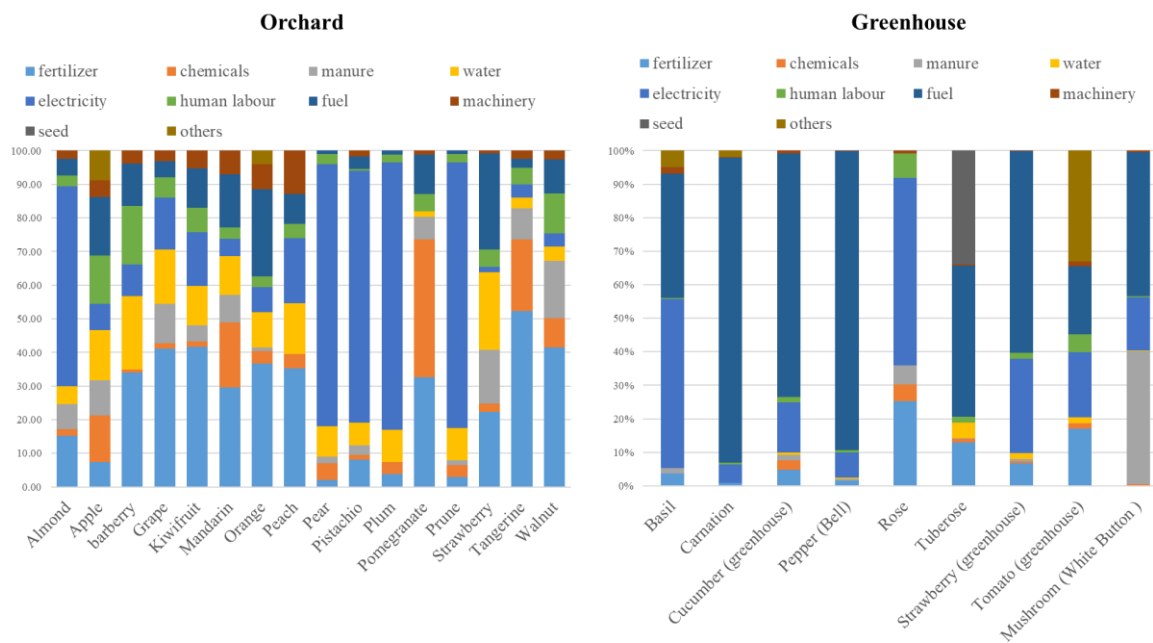 Orchard
fertilizer chemicals manure water
electricity human labour fuel machinery
seed others
100.00
90.00
80.00
70.00
60.00
50.00
40.00
30.00
20.00
10.00
0.00
Almond Apple barberry Grape Kiwifruit Mandarin Orange Peach Pear Pistachio Plum Pomegranate Prune Strawberry Tangerine Walnut
Greenhouse
fertilizer chemicals manure water
electricity human labour fuel machinery
seed others
100%
90%
80%
70%
60%
50%
40%
30%
20%
10%
0%
Basil Carnation Cucumber (greenhouse) Pepper (Bell) Rose Tuberose Strawberry (greenhouse) Tomato (greenhouse) Mushroom (White Button )